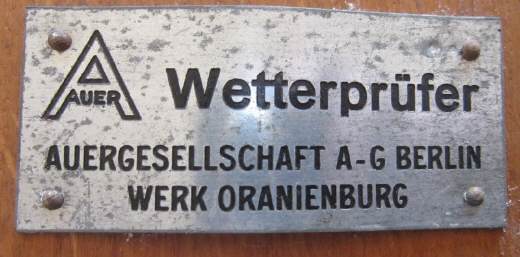 AUER
Wetterprüfer
AUERGESELLSCHAFT A-G BERLIN
WERK ORANIENBURG